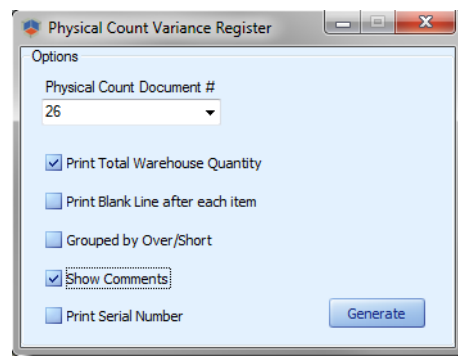 Physical Count Variance Register
Options
Physical Count Document #
26
Print Total Warehouse Quantity
Print Blank Line after each item
Grouped by Over/Short
Show Comments
Print Serial Number
Generate